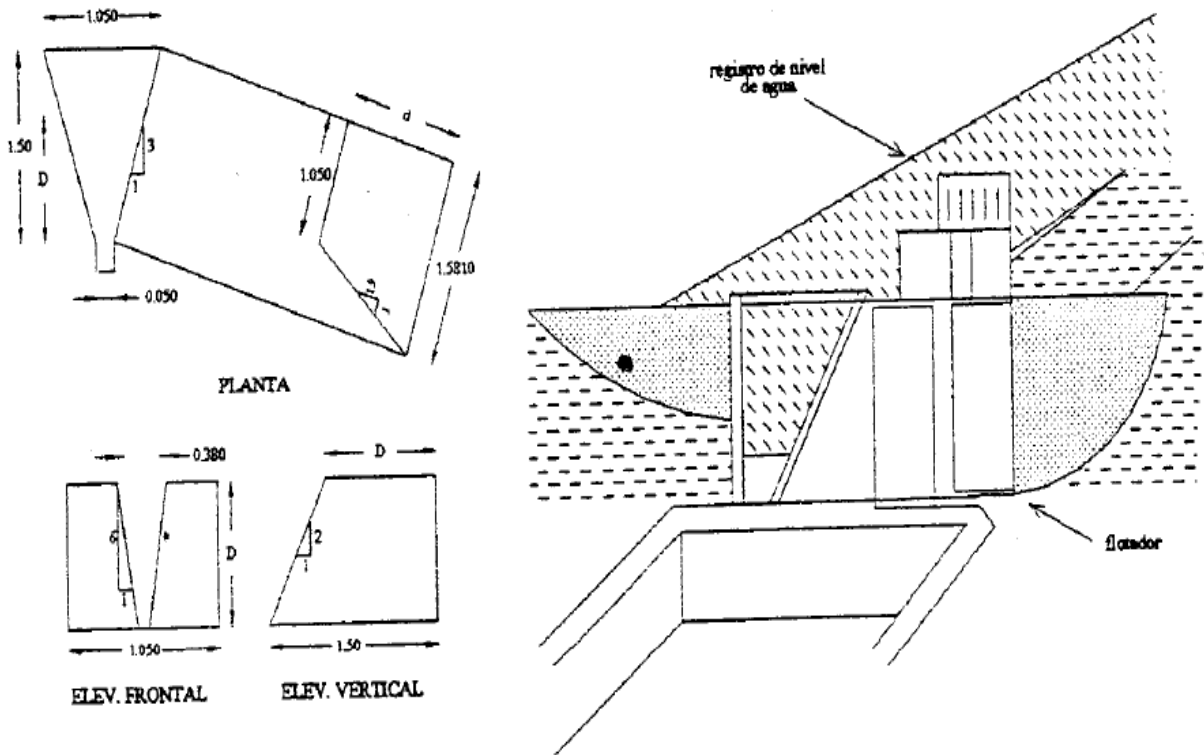 1.050
1.50
D
3
1
0.050
d
1.050
1.5810
PLANTA
0.380
6
1
D
1.050
ELEV. FRONTAL
D
2
1
1.50
ELEV. VERTICAL
registro de nivel
de agua
flotador